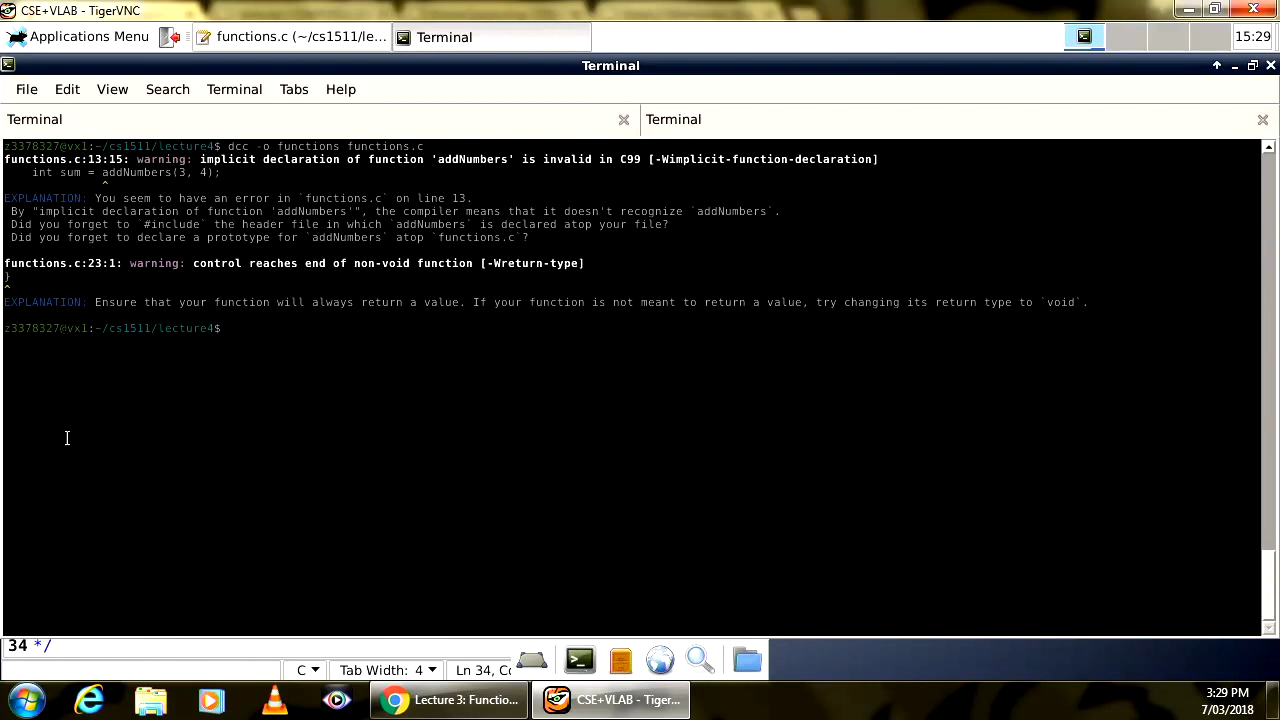 CSE+VLAB - TigerVNC
Applications Menu functions.c (~/cs1511/le... Terminal 15:29
Terminal
File Edit View Search Terminal Tabs Help
Terminal Terminal
z3378327@vx1:~/cs1511/lecture4$ dcc -o functions functions.c
functions.c:13:15: warning: implicit declaration of function 'addNumbers' is invalid in C99 [-Wimplicit-function-declaration]
    int sum = addNumbers(3, 4);
              ^
EXPLANATION: You seem to have an error in `functions.c` on line 13.
 By "implicit declaration of function 'addNumbers'", the compiler means that it doesn't recognize `addNumbers`.
 Did you forget to `#include` the header file in which `addNumbers` is declared atop your file?
 Did you forget to declare a prototype for `addNumbers` atop `functions.c`?
functions.c:23:1: warning: control reaches end of non-void function [-Wreturn-type]
}
^
EXPLANATION: Ensure that your function will always return a value. If your function is not meant to return a value, try changing its return type to `void`.
z3378327@vx1:~/cs1511/lecture4$
34 */
C Tab Width: 4 Ln 34, Co
Lecture 3: Functio... CSE+VLAB - Tiger... 3:29 PM
7/03/2018